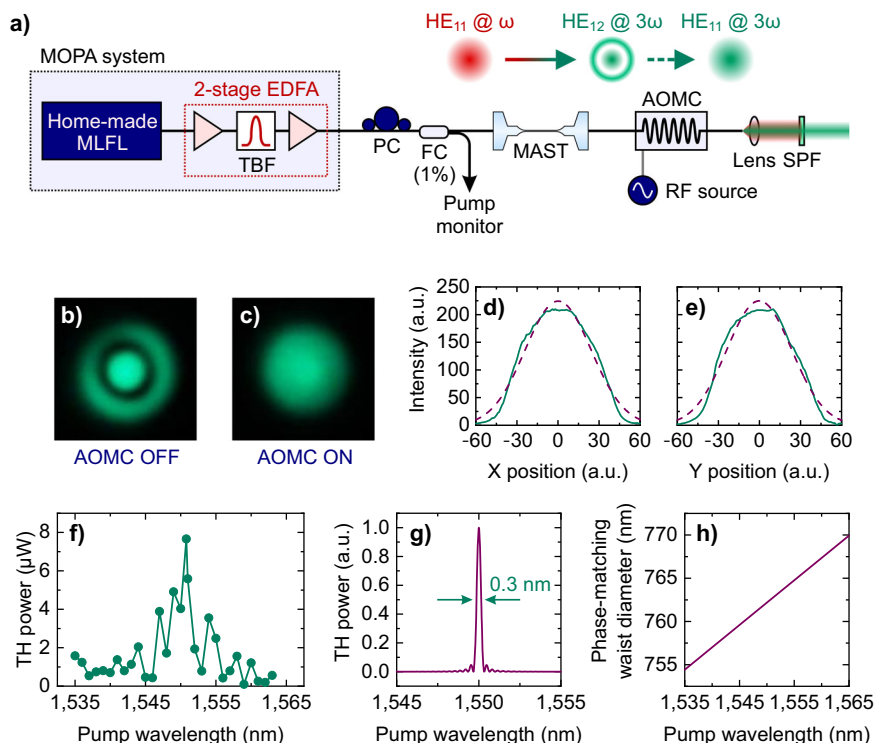 a)
HE₁₁ @ ω
HE₁₂ @ 3ω
HE₁₁ @ 3ω
MOPA system
2-stage EDFA
Home-made
MLFL
TBF
PC
FC
(1%)
Pump
monitor
MAST
AOMC
RF source
Lens
SPF
b)
AOMC OFF
c)
AOMC ON
d)
Intensity (a.u.)
250
200
150
100
50
0
-60 -30 0 30 60
X position (a.u.)
e)
-60 -30 0 30 60
Y position (a.u.)
f)
TH power (µW)
8
6
4
2
0
1,535 1,545 1,555 1,565
Pump wavelength (nm)
g)
TH power (a.u.)
1.0
0.8
0.6
0.4
0.2
0.0
0.3 nm
1,545 1,550 1,555
Pump wavelength (nm)
h)
Phase-matching
waist diameter (nm)
770
765
760
755
1,535 1,545 1,555 1,565
Pump wavelength (nm)